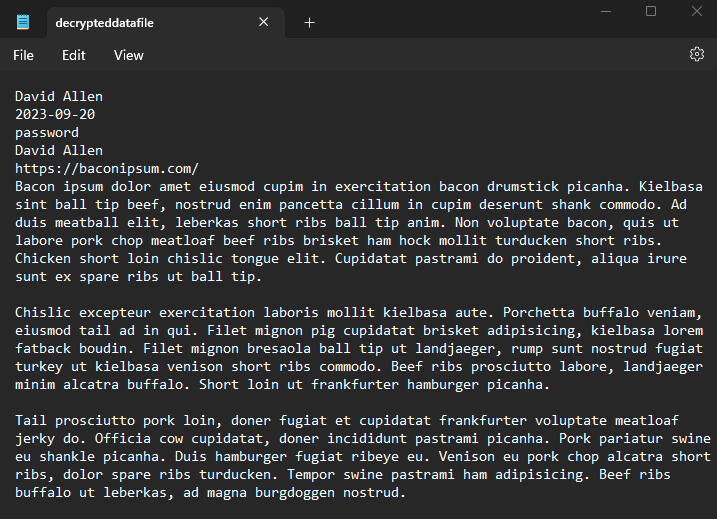 decrypteddatafile
File Edit View
David Allen
2023-09-20
password
David Allen
https://baconipsum.com/
Bacon ipsum dolor amet eiusmod cupim in exercitation bacon drumstick picanha. Kielbasa
sint ball tip beef, nostrud enim pancetta cillum in cupim deserunt shank commodo. Ad
duis meatball elit, leberkas short ribs ball tip anim. Non voluptate bacon, quis ut
labore pork chop meatloaf beef ribs brisket ham hock mollit turducken short ribs.
Chicken short loin chislic tongue elit. Cupidatat pastrami do proident, aliqua irure
sunt ex spare ribs ut ball tip.

Chislic excepteur exercitation laboris mollit kielbasa aute. Porchetta buffalo veniam,
eiusmod tail ad in qui. Filet mignon pig cupidatat brisket adipisicing, kielbasa lorem
fatback boudin. Filet mignon bresaola ball tip ut landjaeger, rump sunt nostrud fugiat
turkey ut kielbasa venison short ribs commodo. Beef ribs prosciutto labore, landjaeger
minim alcatra buffalo. Short loin ut frankfurter hamburger picanha.

Tail prosciutto pork loin, doner fugiat et cupidatat frankfurter voluptate meatloaf
jerky do. Officia cow cupidatat, doner incididunt pastrami picanha. Pork pariatur swine
eu shankle picanha. Duis hamburger fugiat ribeye eu. Venison eu pork chop alcatra short
ribs, dolor spare ribs turducken. Tempor swine pastrami ham adipisicing. Beef ribs
buffalo ut leberkas, ad magna burgdoggen nostrud.